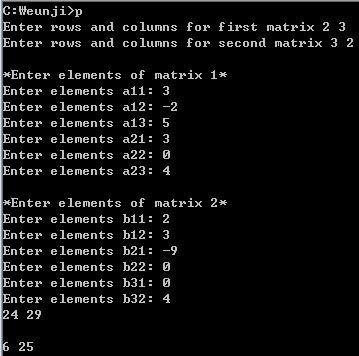 C:₩eunji>p
Enter rows and columns for first matrix 2 3
Enter rows and columns for second matrix 3 2
*Enter elements of matrix 1*
Enter elements a11: 3
Enter elements a12: -2
Enter elements a13: 5
Enter elements a21: 3
Enter elements a22: 0
Enter elements a23: 4
*Enter elements of matrix 2*
Enter elements b11: 2
Enter elements b12: 3
Enter elements b21: -9
Enter elements b22: 0
Enter elements b31: 0
Enter elements b32: 4
24 29
6 25